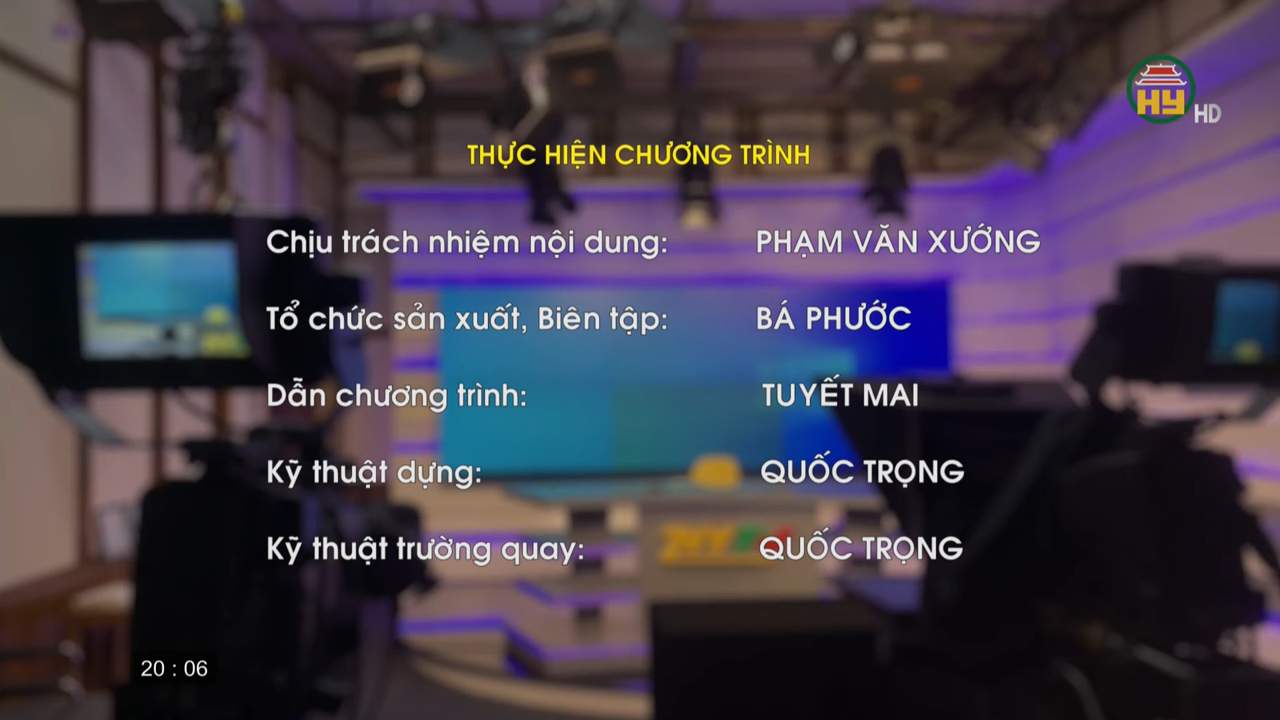 HY HD
THỰC HIỆN CHƯƠNG TRÌNH
Chịu trách nhiệm nội dung: PHẠM VĂN XƯỚNG
Tổ chức sản xuất, Biên tập: BÁ PHƯỚC
Dẫn chương trình: TUYẾT MAI
Kỹ thuật dựng: QUỐC TRỌNG
Kỹ thuật trường quay: QUỐC TRỌNG
20 : 06